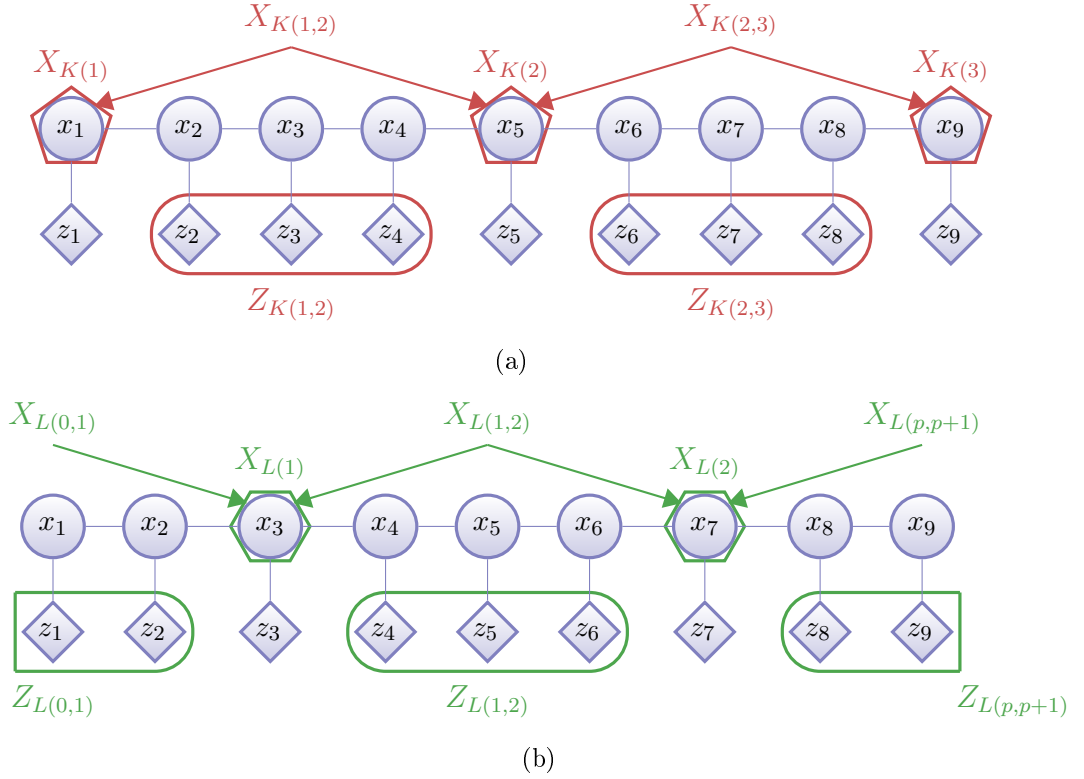 X_{K(1,2)} X_{K(2,3)}
X_{K(1)} X_{K(2)} X_{K(3)}
x_1 x_2 x_3 x_4 x_5 x_6 x_7 x_8 x_9
z_1 z_2 z_3 z_4 z_5 z_6 z_7 z_8 z_9
Z_{K(1,2)} Z_{K(2,3)}
(a)
X_{L(0,1)} X_{L(1,2)} X_{L(p,p+1)}
X_{L(1)} X_{L(2)}
x_1 x_2 x_3 x_4 x_5 x_6 x_7 x_8 x_9
z_1 z_2 z_3 z_4 z_5 z_6 z_7 z_8 z_9
Z_{L(0,1)} Z_{L(1,2)} Z_{L(p,p+1)}
(b)